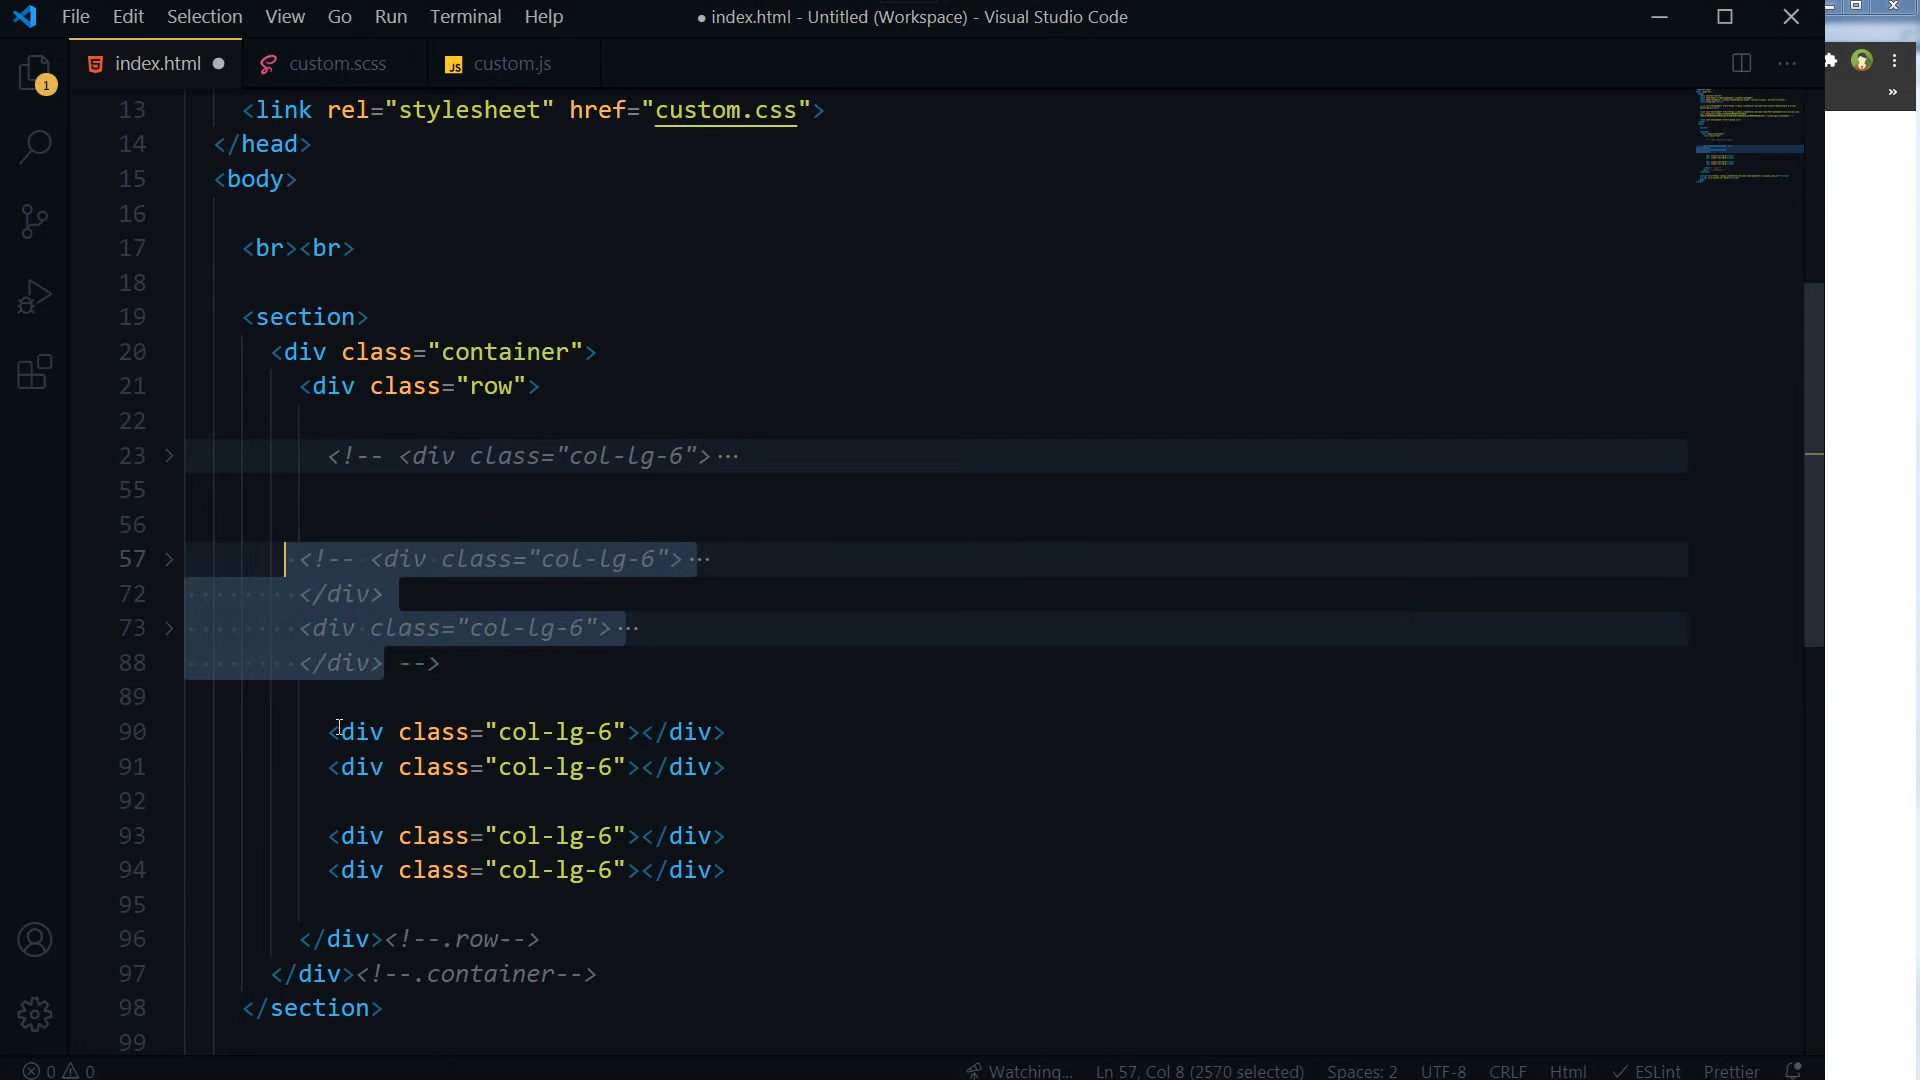 File Edit Selection View Go Run Terminal Help ● index.html - Untitled (Workspace) - Visual Studio Code
index.html ● custom.scss JS custom.js ···
1
13 <link rel="stylesheet" href="custom.css">
14 </head>
15 <body>
16
17 <br><br>
18
19 <section>
20 <div class="container">
21 <div class="row">
22
23 <!-- <div class="col-lg-6">···
55
56
57 <!-- <div class="col-lg-6">···
72 </div>
73 <div class="col-lg-6">···
88 </div> -->
89
90 <div class="col-lg-6"></div>
91 <div class="col-lg-6"></div>
92
93 <div class="col-lg-6"></div>
94 <div class="col-lg-6"></div>
95
96 </div><!--.row-->
97 </div><!--.container-->
98 </section>
99
0 0 Watching... Ln 57, Col 8 (2570 selected) Spaces: 2 UTF-8 CRLF Html ESLint Prettier